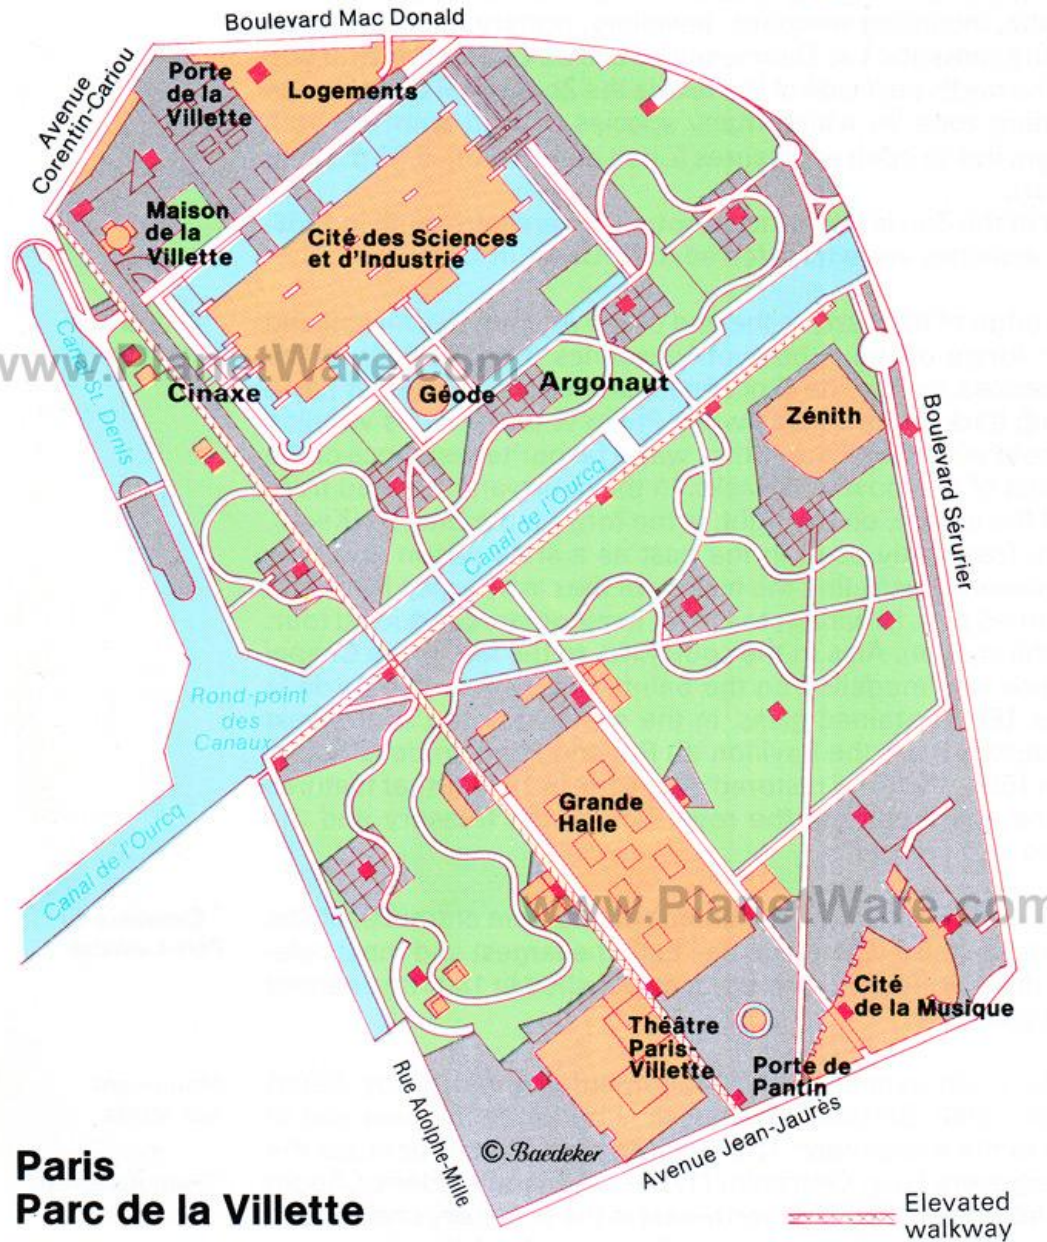 Boulevard Mac Donald
Avenue
Corentin-Cariou
Porte
de la
Villette
Logements
Maison
de la
Villette
Cité des Sciences
et d'Industrie
www.PlanetWare.com
Canal St. Denis
Cinaxe
Géode
Argonaut
Zénith
Boulevard Sérurier
Canal de l'Ourcq
Rond-point
des
Canaux
Canal de l'Ourcq
Grande
Halle
www.PlanetWare.com
Cité
de la Musique
Théâtre
Paris-
Villette
Porte de
Pantin
Rue Adolphe-Mille
Avenue Jean-Jaurès
© Baedeker
Paris
Parc de la Villette
Elevated
walkway